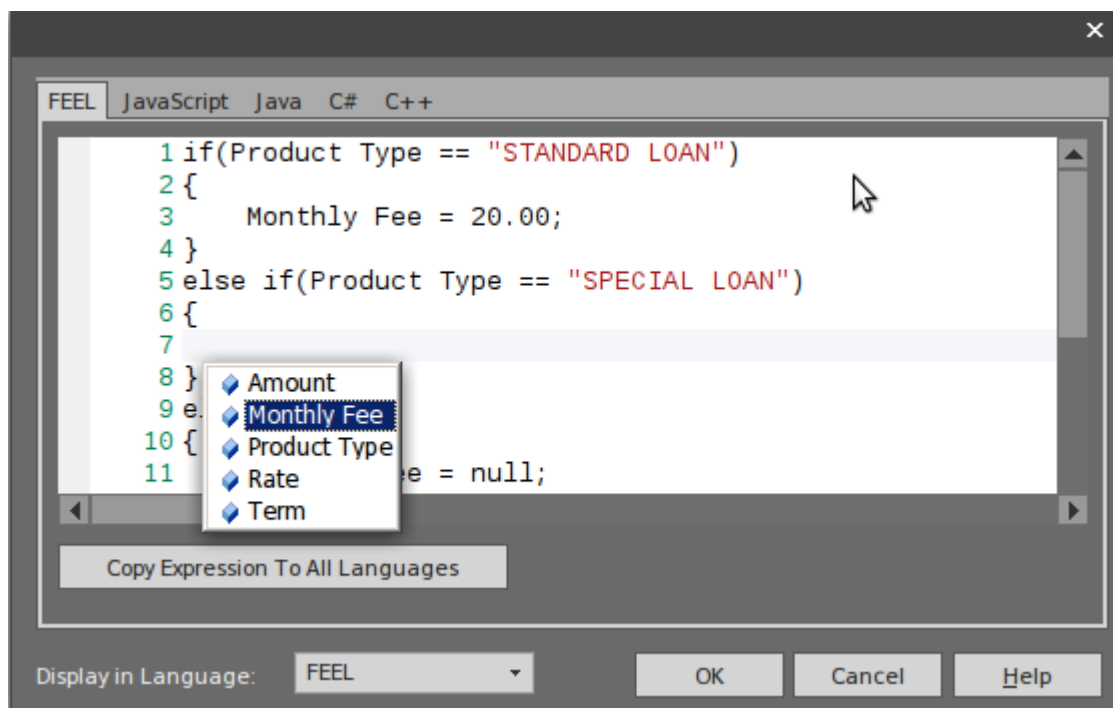 FEEL JavaScript Java C# C++
1 if(Product Type == "STANDARD LOAN")
2 {
3 Monthly Fee = 20.00;
4 }
5 else if(Product Type == "SPECIAL LOAN")
6 {
7
8 }
9 e
10 {
11 e = null;
Amount
Monthly Fee
Product Type
Rate
Term
Copy Expression To All Languages
Display in Language: FEEL OK Cancel Help